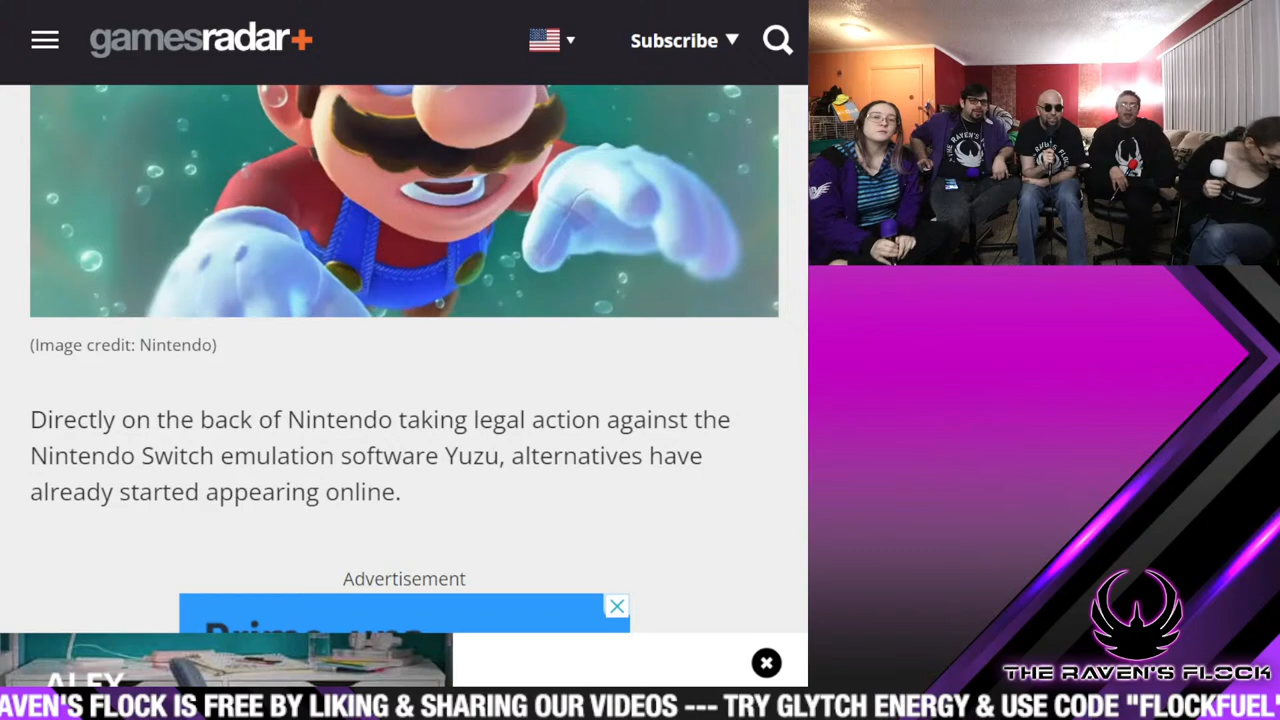 gamesradar+
Subscribe
(Image credit: Nintendo)
Directly on the back of Nintendo taking legal action against the
Nintendo Switch emulation software Yuzu, alternatives have
already started appearing online.
Advertisement
ALEX
THE RAVEN'S FLOCK
AVEN'S FLOCK IS FREE BY LIKING & SHARING OUR VIDEOS --- TRY GLYTCH ENERGY & USE CODE "FLOCKFUEL"